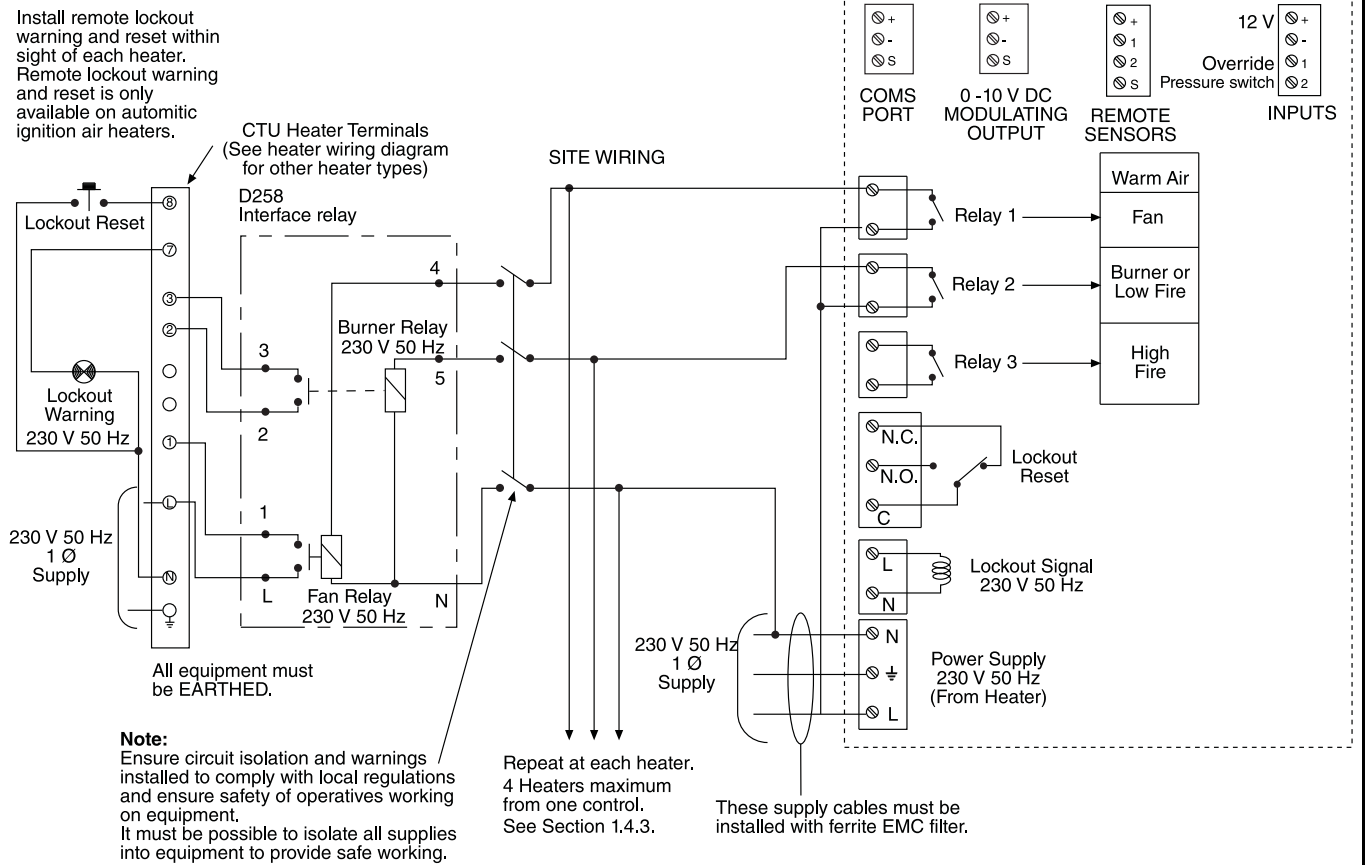 Install remote lockout
warning and reset within
sight of each heater.
Remote lockout warning
and reset is only
available on automitic
ignition air heaters.
CTU Heater Terminals
(See heater wiring diagram
for other heater types)
D258
Interface relay
SITE WIRING
Lockout Reset
8
7
3
2
1
L
N
Lockout
Warning
230 V 50 Hz
230 V 50 Hz
1 Ø
Supply
3
2
1
L
4
Burner Relay
230 V 50 Hz
5
Fan Relay
230 V 50 Hz
N
All equipment must
be EARTHED.
Note:
Ensure circuit isolation and warnings
installed to comply with local regulations
and ensure safety of operatives working
on equipment.
It must be possible to isolate all supplies
into equipment to provide safe working.
Repeat at each heater.
4 Heaters maximum
from one control.
See Section 1.4.3.
230 V 50 Hz
1 Ø
Supply
These supply cables must be
installed with ferrite EMC filter.
+
-
S
COMS
PORT
+
-
S
0 -10 V DC
MODULATING
OUTPUT
+
1
2
S
REMOTE
SENSORS
12 V
+
-
Override
1
Pressure switch
2
INPUTS
Relay 1
Relay 2
Relay 3
Warm Air
Fan
Burner or
Low Fire
High
Fire
N.C.
N.O.
C
Lockout
Reset
L
N
Lockout Signal
230 V 50 Hz
N
L
Power Supply
230 V 50 Hz
(From Heater)